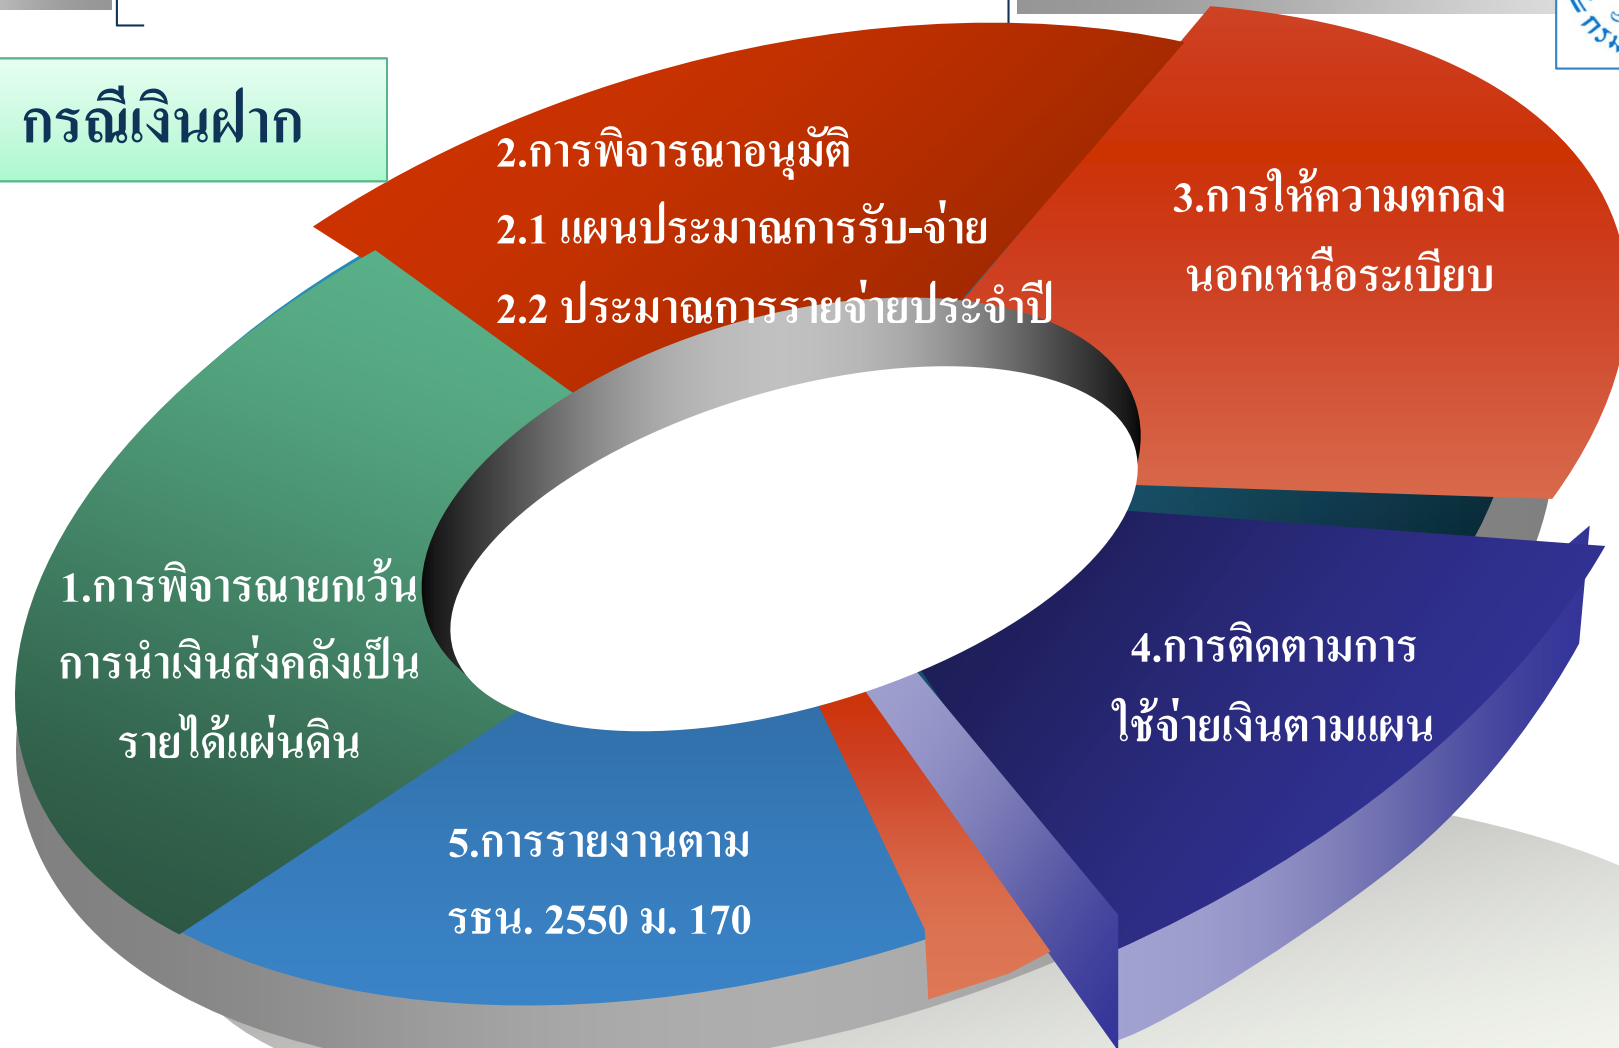 กรณีเงินฝาก
2.การพิจารณาอนุมัติ
2.1 แผนประมาณการรับ-จ่าย
2.2 ประมาณการรายจ่ายประจำปี
3.การให้ความตกลง
นอกเหนือระเบียบ
1.การพิจารณายกเว้น
การนำเงินส่งคลังเป็น
รายได้แผ่นดิน
4.การติดตามการ
ใช้จ่ายเงินตามแผน
5.การรายงานตาม
รธน. 2550 ม. 170